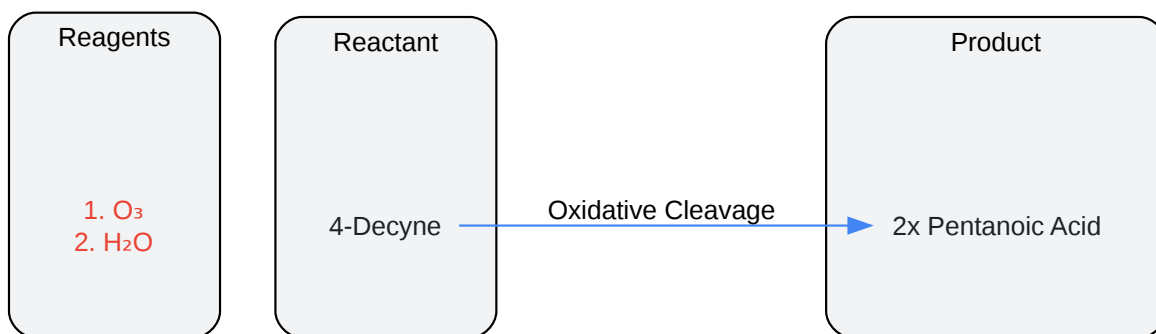 Reagents
Reactant
Product
1. O₃
2. H₂O
4-Decyne
Oxidative Cleavage
2x Pentanoic Acid